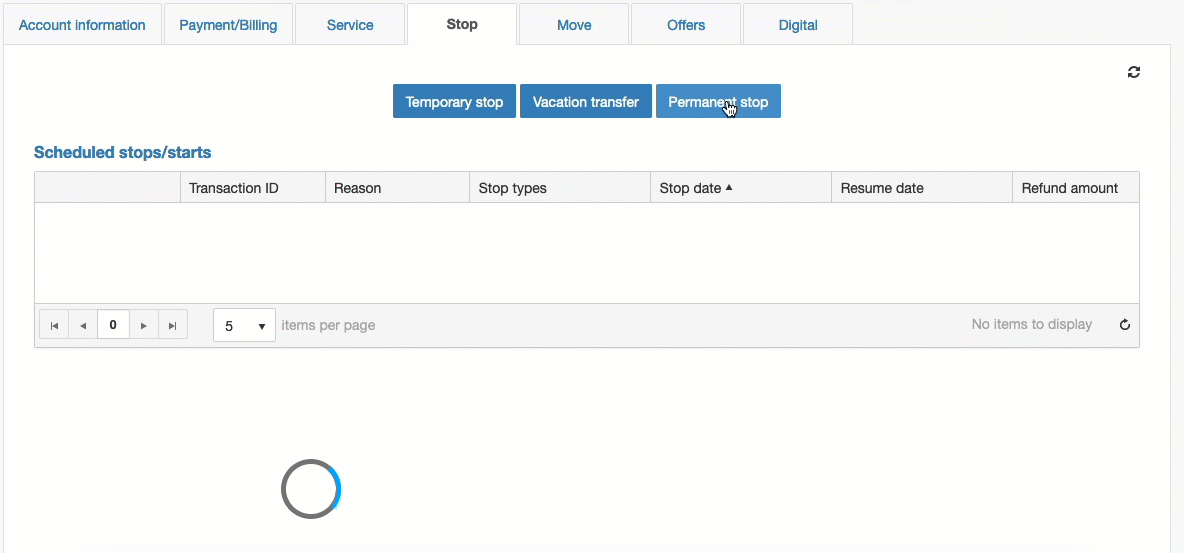 Account information Payment/Billing Service Stop Move Offers Digital
Temporary stop Vacation transfer Permanent stop
Scheduled stops/starts
Transaction ID Reason Stop types Stop date Resume date Refund amount
0 5 items per page No items to display